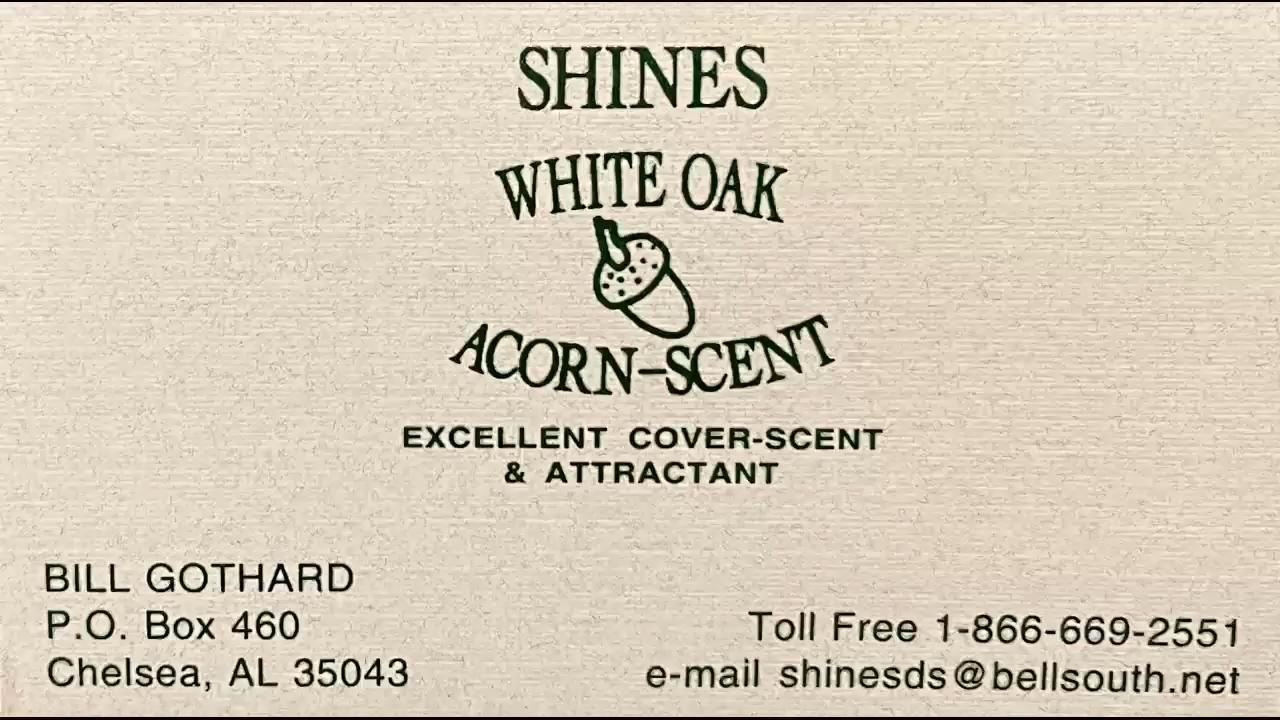 SHINES
WHITE OAK
ACORN-SCENT
EXCELLENT COVER-SCENT
& ATTRACTANT
BILL GOTHARD
P.O. Box 460
Chelsea, AL 35043
Toll Free 1-866-669-2551
e-mail shinesds@bellsouth.net